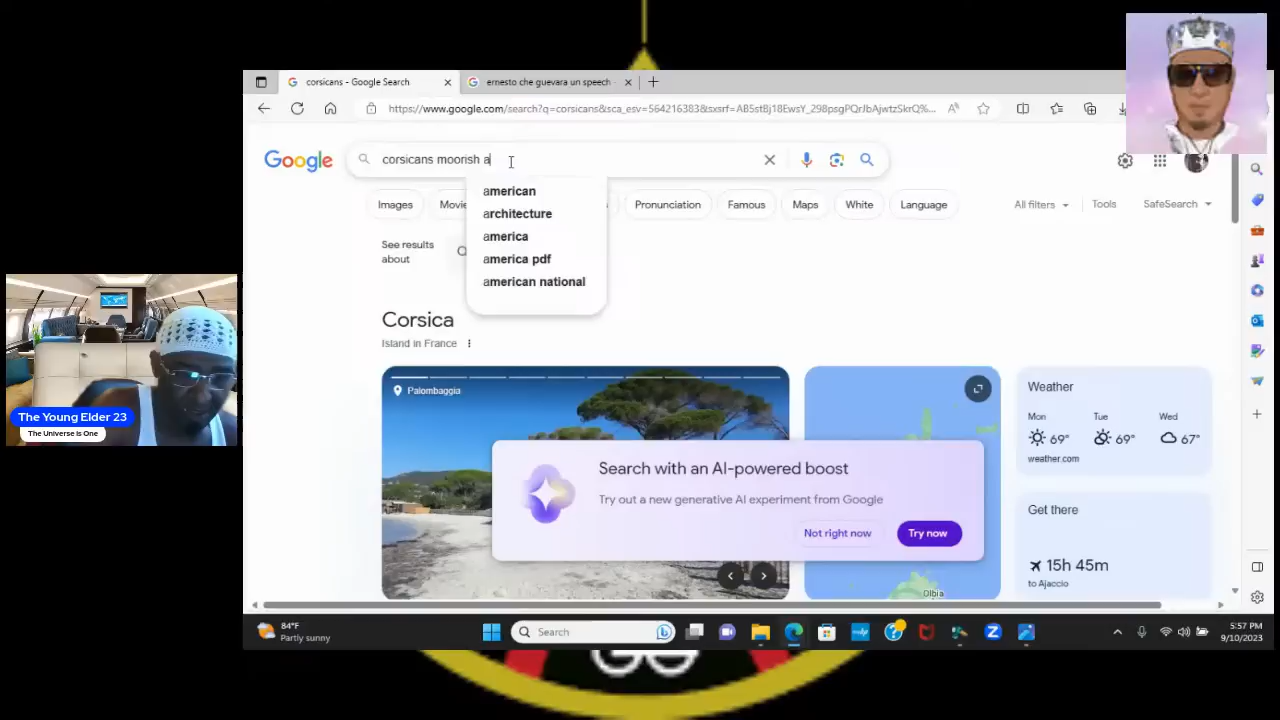 corsicans - Google Search
ernesto che guevara un speech
https://www.google.com/search?q=corsicans&sca_esv=564216383&sxsrf=AB5stBj18EwsY_298psgPQrJbAjwtzSkrQ%...
Google
corsicans moorish a
american
architecture
america
america pdf
american national
Images
Pronunciation
Famous
Maps
White
Language
All filters
Tools
SafeSearch
See results
about
Corsica
Island in France
Palombaggia
Weather
Mon
Tue
Wed
69°
69°
67°
weather.com
Search with an AI-powered boost
Try out a new generative AI experiment from Google
Not right now
Try now
Get there
15h 45m
to Ajaccio
Olbia
The Young Elder 23
The Universe is One
84°F
Partly sunny
Search
5:57 PM
9/10/2023